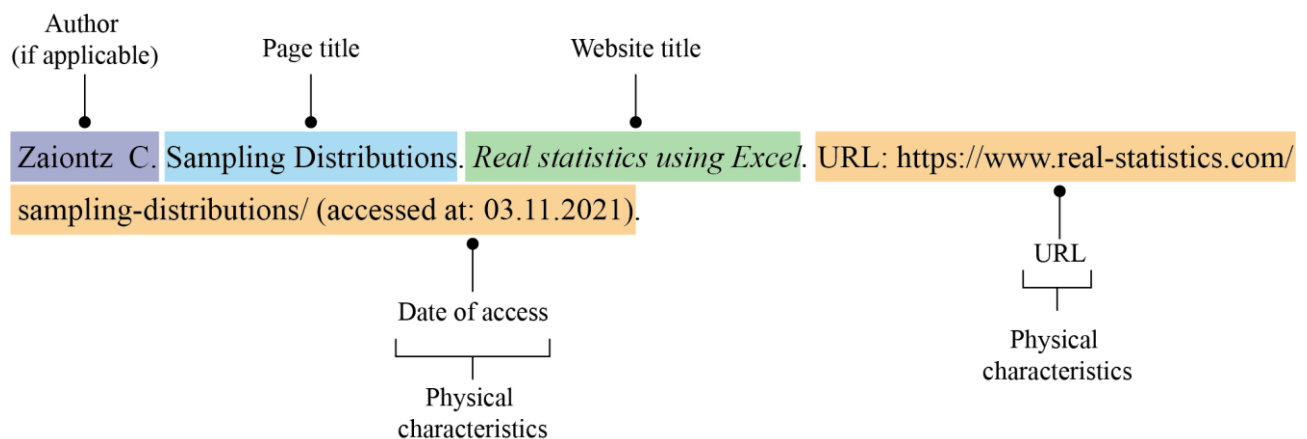 Author
(if applicable)
Page title
Website title
Zaiontz C. Sampling Distributions. Real statistics using Excel. URL: https://www.real-statistics.com/
sampling-distributions/ (accessed at: 03.11.2021).
URL
Date of access
Physical
characteristics
Physical
characteristics